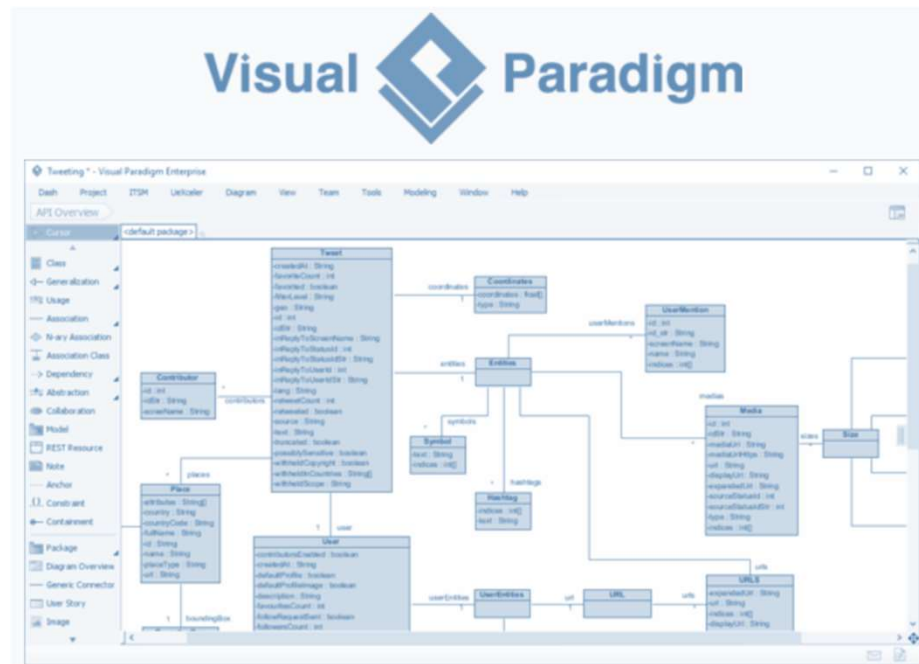 Visual Paradigm
Tweeting * - Visual Paradigm Enterprise
Dash Project ITSM UeXceler Diagram View Team Tools Modeling Window Help
API Overview
Cursor
<default package>
Class
Generalization
Usage
Association
N-ary Association
Association Class
Dependency
Abstraction
Collaboration
Model
REST Resource
Note
Anchor
Constraint
Containment
Package
Diagram Overview
Generic Connector
User Story
Image
Tweet
-createdAt : String
-favoriteCount : int
-favorited : boolean
-filterLevel : String
-geo : String
-id : int
-idStr : String
-inReplyToScreenName : String
-inReplyToStatusId : int
-inReplyToStatusIdStr : String
-inReplyToUserId : int
-inReplyToUserIdStr : String
-lang : String
-retweetCount : int
-retweeted : boolean
-source : String
-text : String
-truncated : boolean
-possiblySensitive : boolean
-withheldCopyright : boolean
-withheldInCountries : String[]
-withheldScope : String
coordinates
1
Coordinates
-coordinates : float[]
-type : String
userMentions
*
UserMention
-id : int
-id_str : String
-screenName : String
-name : String
-indices : int[]
entities
1
Entities
Contributor
-id : int
-idStr : String
-screenName : String
*
contributors
symbols
*
Symbol
-text : String
-indices : int[]
*
hashtags
Hashtag
-indices : int[]
-text : String
medias
*
Media
-id : int
-idStr : String
-mediaUrl : String
-mediaUrlHttps : String
-url : String
-displayUrl : String
-expandedUrl : String
-sourceStatusId : int
-sourceStatusIdStr : int
-type : String
-indices : int[]
sizes
*
Size
*
places
Place
-attributes : String[]
-country : String
-countryCode : String
-fullName : String
-id : String
-name : String
-placeType : String
-url : String
1
boundingBox
1
user
User
-contributorsEnabled : boolean
-createdAt : String
-defaultProfile : boolean
-defaultProfileImage : boolean
-description : String
-favouritesCount : int
-followRequestSent : boolean
-followersCount : int
userEntities
1
UserEntities
url
1
URL
urls
*
urls
*
URLS
-expandedUrl : String
-url : String
-indices : int[]
-displayUrl : String